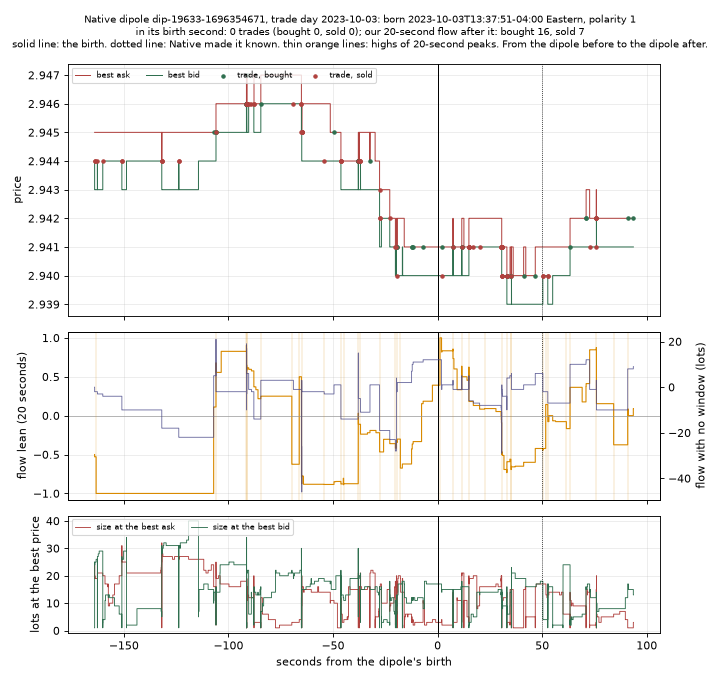 Native dipole dip-19633-1696354671, trade day 2023-10-03: born 2023-10-03T13:37:51-04:00 Eastern, polarity 1
in its birth second: 0 trades (bought 0, sold 0); our 20-second flow after it: bought 16, sold 7
solid line: the birth. dotted line: Native made it known. thin orange lines: highs of 20-second peaks. From the dipole before to the dipole after.
best ask
best bid
trade, bought
trade, sold
2.947
2.946
2.945
2.944
2.943
2.942
2.941
2.940
2.939
price
1.0
0.5
0.0
−0.5
−1.0
flow lean (20 seconds)
20
0
−20
−40
flow with no window (lots)
size at the best ask
size at the best bid
40
30
20
10
0
lots at the best price
−150
−100
−50
0
50
100
seconds from the dipole's birth